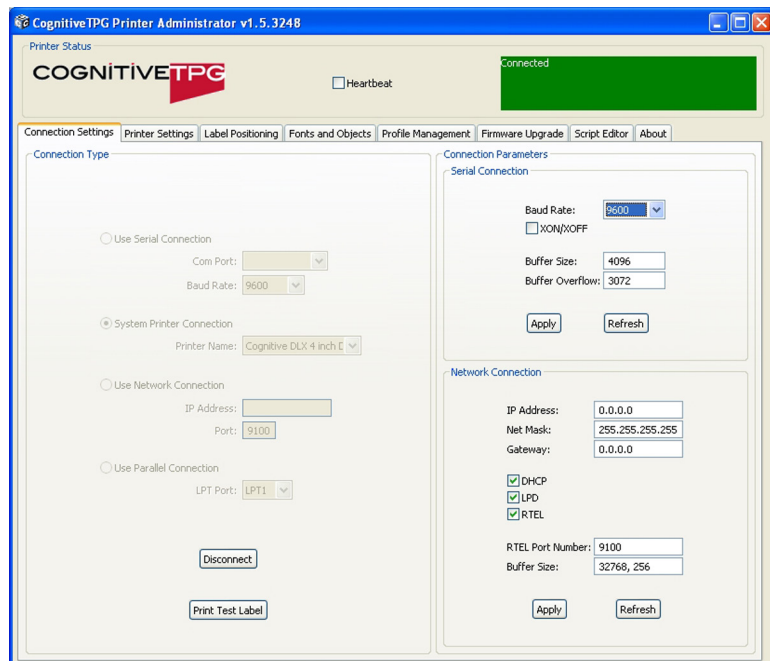 CognitiveTPG Printer Administrator v1.5.3248
Printer Status
COGNITIVETPG
Heartbeat
Connected
Connection Settings Printer Settings Label Positioning Fonts and Objects Profile Management Firmware Upgrade Script Editor About
Connection Type
Use Serial Connection
Com Port:
Baud Rate: 9600
System Printer Connection
Printer Name: Cognitive DLX 4 inch D
Use Network Connection
IP Address:
Port: 9100
Use Parallel Connection
LPT Port: LPT1
Disconnect
Print Test Label
Connection Parameters
Serial Connection
Baud Rate: 9600
XON/XOFF
Buffer Size: 4096
Buffer Overflow: 3072
Apply Refresh
Network Connection
IP Address: 0.0.0.0
Net Mask: 255.255.255.255
Gateway: 0.0.0.0
DHCP
LPD
RTEL
RTEL Port Number: 9100
Buffer Size: 32768, 256
Apply Refresh